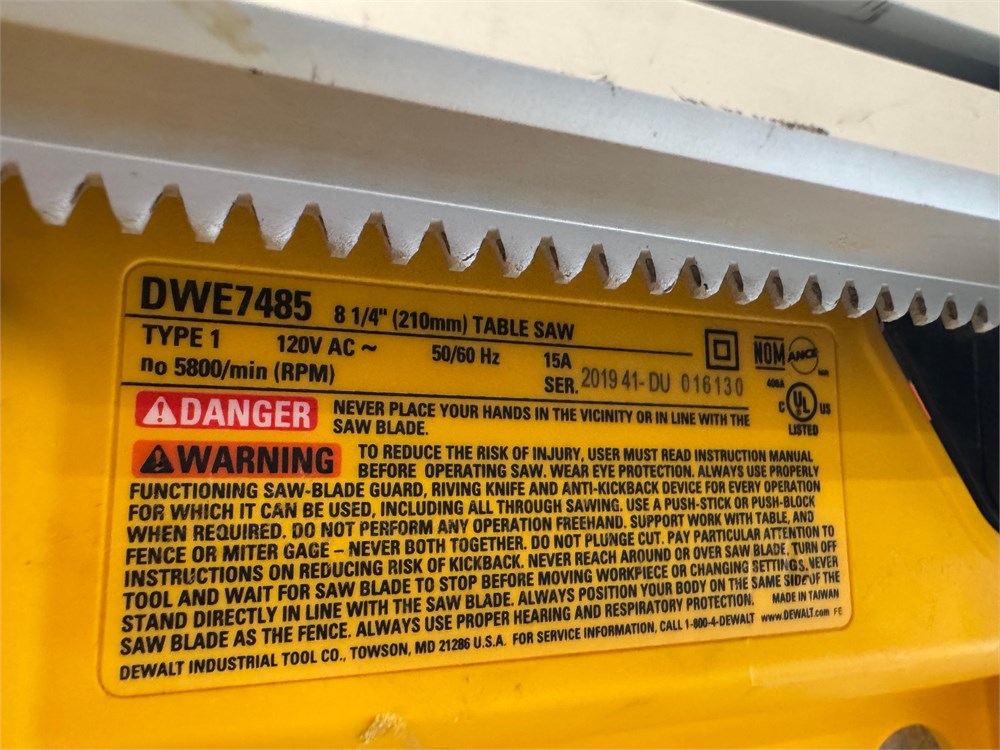 DWE7485 8 1/4" (210mm) TABLE SAW
TYPE 1 120V AC ~ 50/60 Hz 15A
no 5800/min (RPM) SER. 2019 41- DU 016130
NOM ANCE
406A
C UL US
LISTED
DANGER NEVER PLACE YOUR HANDS IN THE VICINITY OR IN LINE WITH THE
SAW BLADE.
WARNING TO REDUCE THE RISK OF INJURY, USER MUST READ INSTRUCTION MANUAL
BEFORE OPERATING SAW. WEAR EYE PROTECTION. ALWAYS USE PROPERLY
FUNCTIONING SAW-BLADE GUARD, RIVING KNIFE AND ANTI-KICKBACK DEVICE FOR EVERY OPERATION
FOR WHICH IT CAN BE USED, INCLUDING ALL THROUGH SAWING. USE A PUSH-STICK OR PUSH-BLOCK
WHEN REQUIRED. DO NOT PERFORM ANY OPERATION FREEHAND. SUPPORT WORK WITH TABLE, AND
FENCE OR MITER GAGE – NEVER BOTH TOGETHER. DO NOT PLUNGE CUT. PAY PARTICULAR ATTENTION TO
INSTRUCTIONS ON REDUCING RISK OF KICKBACK. NEVER REACH AROUND OR OVER SAW BLADE. TURN OFF
TOOL AND WAIT FOR SAW BLADE TO STOP BEFORE MOVING WORKPIECE OR CHANGING SETTINGS. NEVER
STAND DIRECTLY IN LINE WITH THE SAW BLADE. ALWAYS POSITION YOUR BODY ON THE SAME SIDE OF THE
SAW BLADE AS THE FENCE. ALWAYS USE PROPER HEARING AND RESPIRATORY PROTECTION. MADE IN TAIWAN
DEWALT INDUSTRIAL TOOL CO., TOWSON, MD 21286 U.S.A. FOR SERVICE INFORMATION, CALL 1-800-4-DEWALT www.DEWALT.com FE